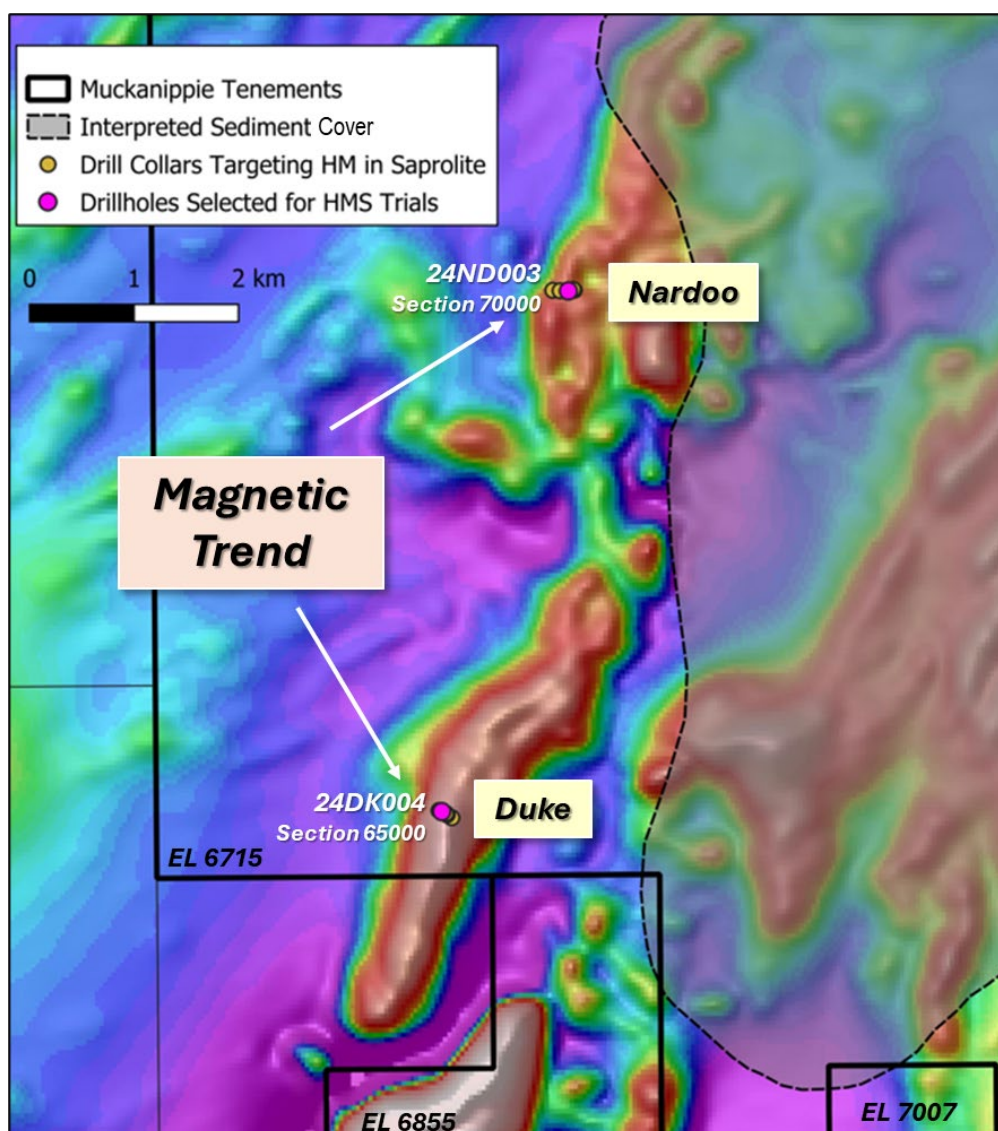 Muckanippie Tenements
Interpreted Sediment Cover
Drill Collars Targeting HM in Saprolite
Drillholes Selected for HMS Trials
0 1 2 km
24ND003
Section 70000
Nardoo
Magnetic
Trend
24DK004
Section 65000
Duke
EL 6715
EL 6855
EL 7007